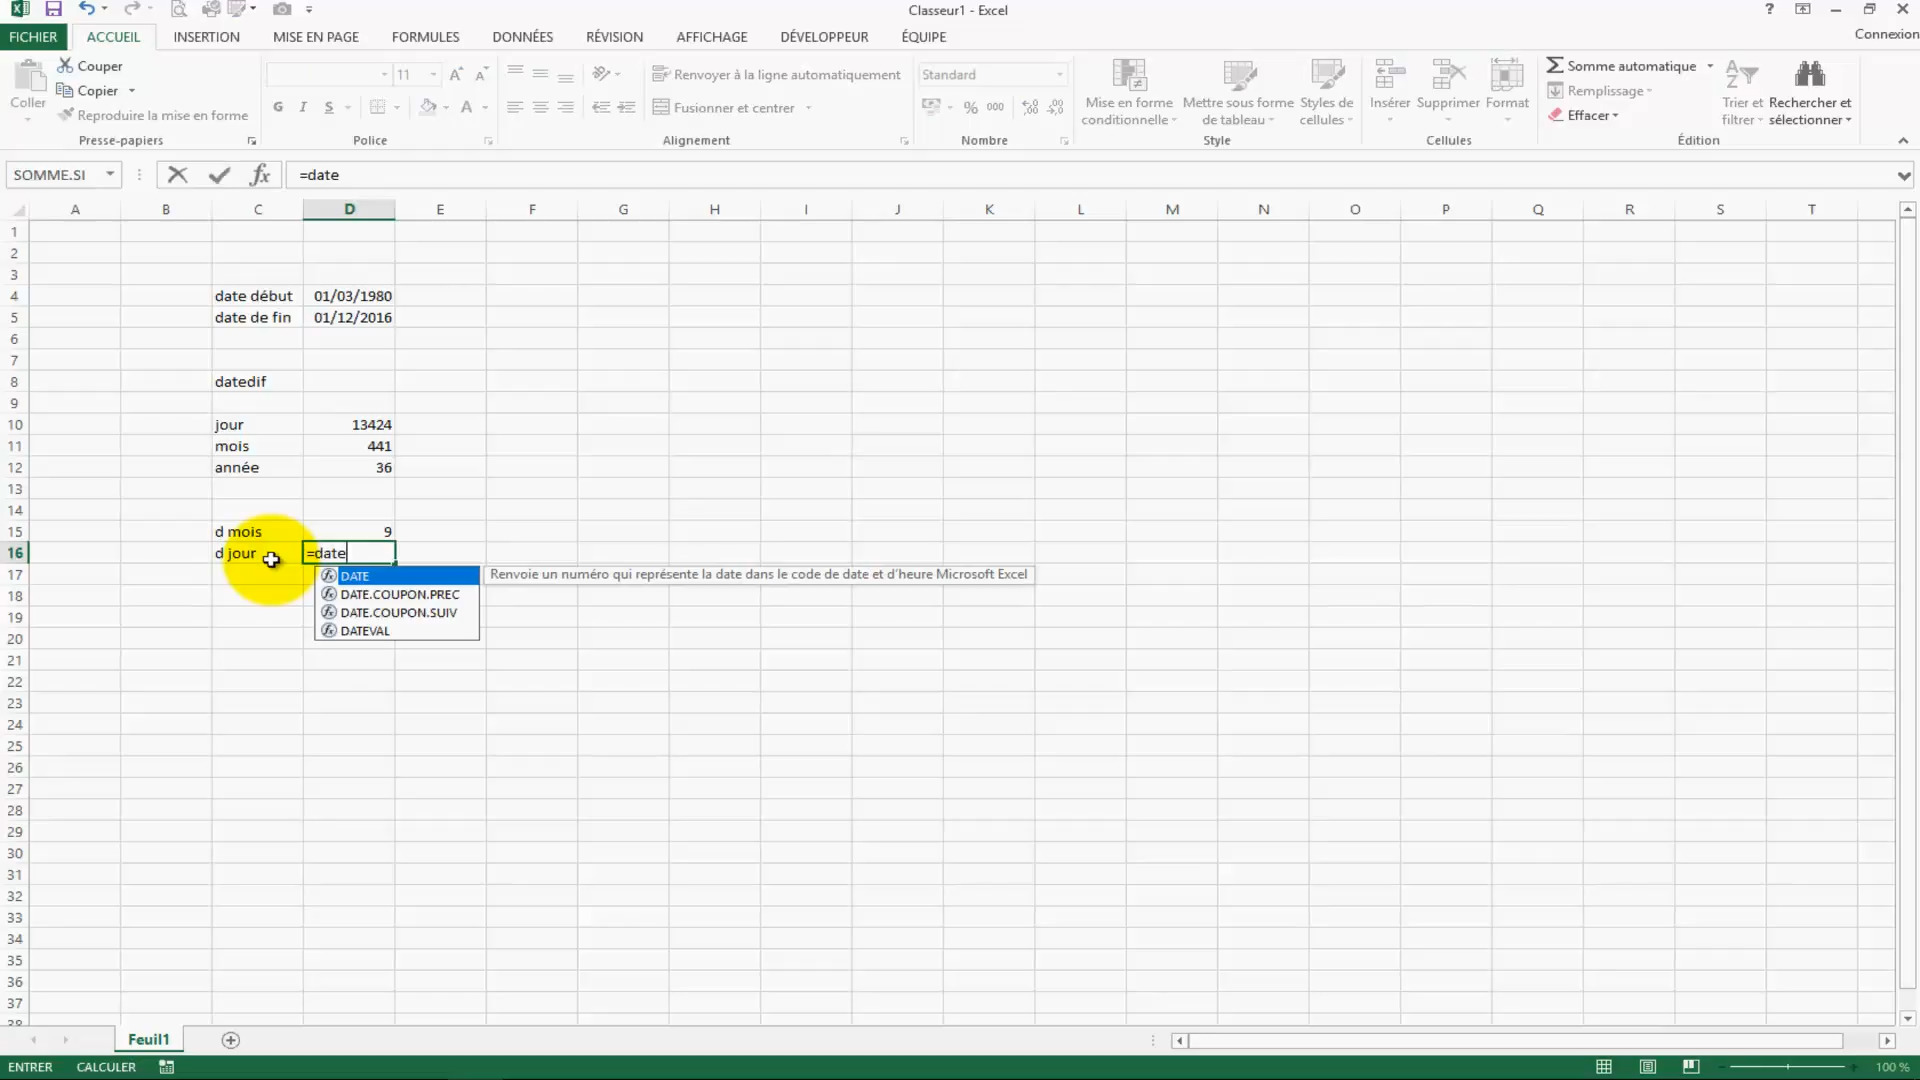 Classeur1 - Excel
?
FICHIER ACCUEIL INSERTION MISE EN PAGE FORMULES DONNÉES RÉVISION AFFICHAGE DÉVELOPPEUR ÉQUIPE Connexion
Coller
Couper
Copier
Reproduire la mise en forme
Presse-papiers
11
G I S
Police
Renvoyer à la ligne automatiquement
Fusionner et centrer
Alignement
Standard
% 000
Nombre
Mise en forme conditionnelle
Mettre sous forme de tableau
Styles de cellules
Style
Insérer Supprimer Format
Cellules
Somme automatique
Remplissage
Effacer
Trier et filtrer
Rechercher et sélectionner
Édition
SOMME.SI fx =date
A B C D E F G H I J K L M N O P Q R S T
1
2
3
4 date début 01/03/1980
5 date de fin 01/12/2016
6
7
8 datedif
9
10 jour 13424
11 mois 441
12 année 36
13
14
15 d mois 9
16 d jour =date
17 DATE Renvoie un numéro qui représente la date dans le code de date et d'heure Microsoft Excel
18 DATE.COUPON.PREC
19 DATE.COUPON.SUIV
20 DATEVAL
21
22
23
24
25
26
27
28
29
30
31
32
33
34
35
36
37
38
Feuil1
ENTRER CALCULER 100 %